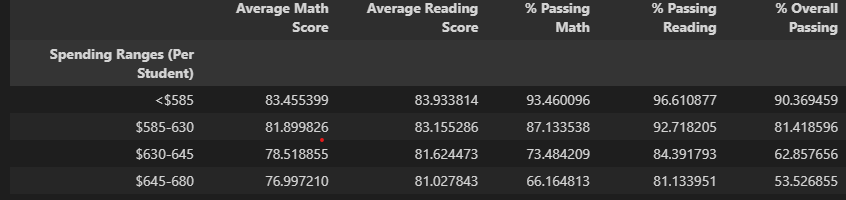 Average Math Score Average Reading Score % Passing Math % Passing Reading % Overall Passing
Spending Ranges (Per Student)
<$585 83.455399 83.933814 93.460096 96.610877 90.369459
$585-630 81.899826 83.155286 87.133538 92.718205 81.418596
$630-645 78.518855 81.624473 73.484209 84.391793 62.857656
$645-680 76.997210 81.027843 66.164813 81.133951 53.526855